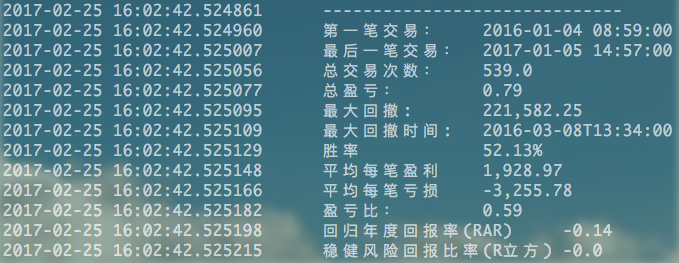 2017-02-25 16:02:42.524861 ------------------------------
2017-02-25 16:02:42.524960 第一笔交易： 2016-01-04 08:59:00
2017-02-25 16:02:42.525007 最后一笔交易： 2017-01-05 14:57:00
2017-02-25 16:02:42.525056 总交易次数： 539.0
2017-02-25 16:02:42.525077 总盈亏： 0.79
2017-02-25 16:02:42.525095 最大回撤: 221,582.25
2017-02-25 16:02:42.525109 最大回撤时间: 2016-03-08T13:34:00
2017-02-25 16:02:42.525129 胜率 52.13%
2017-02-25 16:02:42.525148 平均每笔盈利 1,928.97
2017-02-25 16:02:42.525166 平均每笔亏损 -3,255.78
2017-02-25 16:02:42.525182 盈亏比： 0.59
2017-02-25 16:02:42.525198 回归年度回报率(RAR) -0.14
2017-02-25 16:02:42.525215 稳健风险回报比率(R立方) -0.0